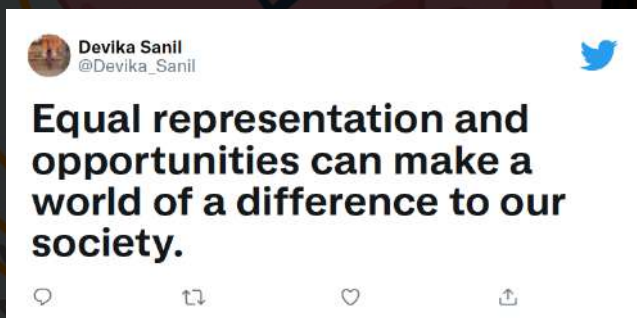 Devika Sanil
@Devika_Sanil
Equal representation and
opportunities can make a
world of a difference to our
society.